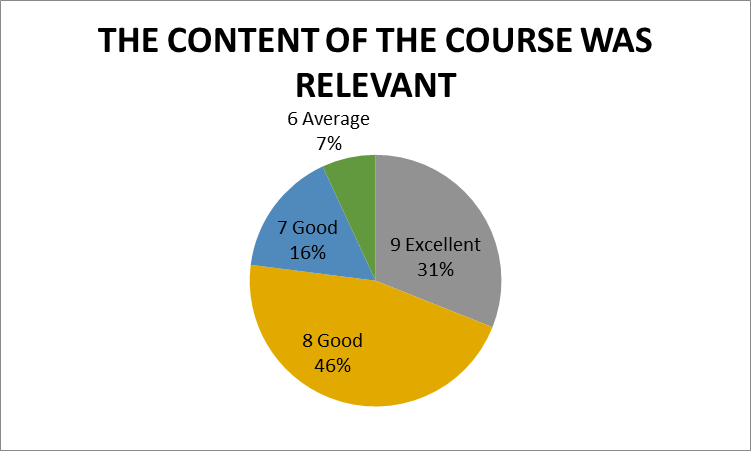 THE CONTENT OF THE COURSE WAS
RELEVANT
6 Average
7%
7 Good
16%
9 Excellent
31%
8 Good
46%